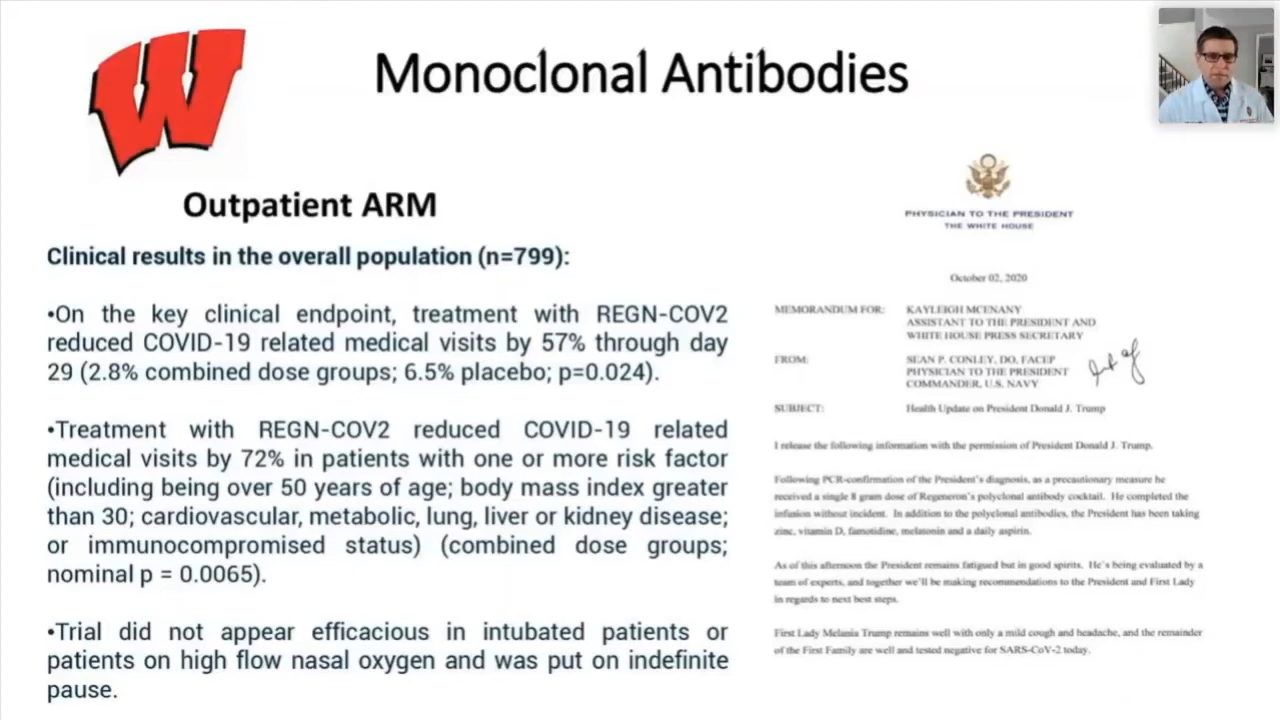 W
Monoclonal Antibodies
Outpatient ARM
Clinical results in the overall population (n=799):
•On the key clinical endpoint, treatment with REGN-COV2
reduced COVID-19 related medical visits by 57% through day
29 (2.8% combined dose groups; 6.5% placebo; p=0.024).
•Treatment with REGN-COV2 reduced COVID-19 related
medical visits by 72% in patients with one or more risk factor
(including being over 50 years of age; body mass index greater
than 30; cardiovascular, metabolic, lung, liver or kidney disease;
or immunocompromised status) (combined dose groups;
nominal p = 0.0065).
•Trial did not appear efficacious in intubated patients or
patients on high flow nasal oxygen and was put on indefinite
pause.
PHYSICIAN TO THE PRESIDENT
THE WHITE HOUSE
October 02, 2020
MEMORANDUM FOR: KAYLEIGH MCENANY
ASSISTANT TO THE PRESIDENT AND
WHITE HOUSE PRESS SECRETARY
FROM: SEAN P. CONLEY, DO, FACEP
PHYSICIAN TO THE PRESIDENT
COMMANDER, U.S. NAVY
SUBJECT: Health Update on President Donald J. Trump
I release the following information with the permission of President Donald J. Trump.
Following PCR-confirmation of the President's diagnosis, as a precautionary measure he
received a single 8 gram dose of Regeneron's polyclonal antibody cocktail. He completed the
infusion without incident. In addition to the polyclonal antibodies, the President has been taking
zinc, vitamin D, famotidine, melatonin and a daily aspirin.
As of this afternoon the President remains fatigued but in good spirits. He's being evaluated by a
team of experts, and together we'll be making recommendations to the President and First Lady
in regards to next best steps.
First Lady Melania Trump remains well with only a mild cough and headache, and the remainder
of the First Family are well and tested negative for SARS-CoV-2 today.